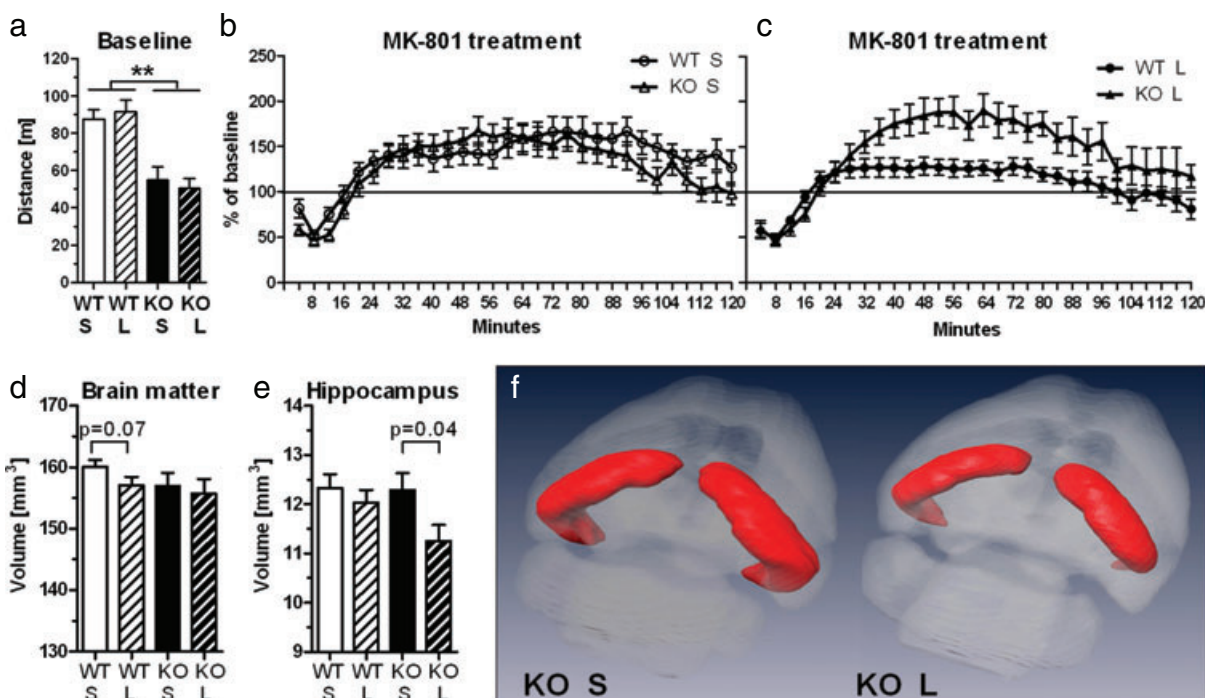 a
Baseline
Distance [m]
120
100
80
60
40
20
0
**
WT WT KO KO
S L S L
b
MK-801 treatment
WT S
KO S
% of baseline
250
200
150
100
50
0
8 16 24 32 40 48 56 64 72 80 88 96 104 112 120
Minutes
c
MK-801 treatment
WT L
KO L
8 16 24 32 40 48 56 64 72 80 88 96 104 112 120
Minutes
d
Brain matter
Volume [mm³]
170
160
150
140
130
p=0.07
WT WT KO KO
S L S L
e
Hippocampus
Volume [mm³]
14
13
12
11
10
9
p=0.04
WT WT KO KO
S L S L
f
KO S
KO L